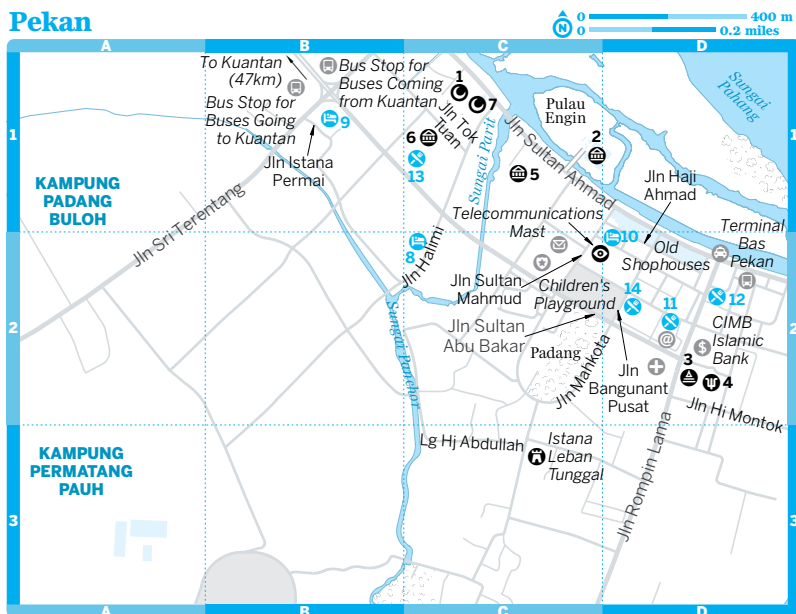 Pekan
N
0 400 m
0 0.2 miles
A
B
C
D
To Kuantan
(47km)
Bus Stop for
Buses Coming
from Kuantan
Bus Stop for
Buses Going
to Kuantan
9
Jln Istana
Permai
1
7
Jln Tok
Tuan
6
13
Sungai Parit
Jln Sultan Ahmad
5
Pulau
Engin
2
Sungai
Pahang
Jln Haji
Ahmad
1
1
KAMPUNG
PADANG
BULOH
Jln Sri Terentang
Telecommunications
Mast
10
Old
Shophouses
Terminal
Bas
Pekan
8
Jln Halimi
Jln Sultan
Mahmud
Children's
Playground
14
11
12
@
$
CIMB
Islamic
Bank
2
2
Jln Sultan
Abu Bakar
Padang
Jln Mahkota
Jln
Bangunant
Pusat
3
4
Jln Hi Montok
Sungai Panchor
Lg Hj Abdullah
Istana
Leban
Tunggal
Jln Rompin Lama
KAMPUNG
PERMATANG
PAUH
3
3
A
B
C
D